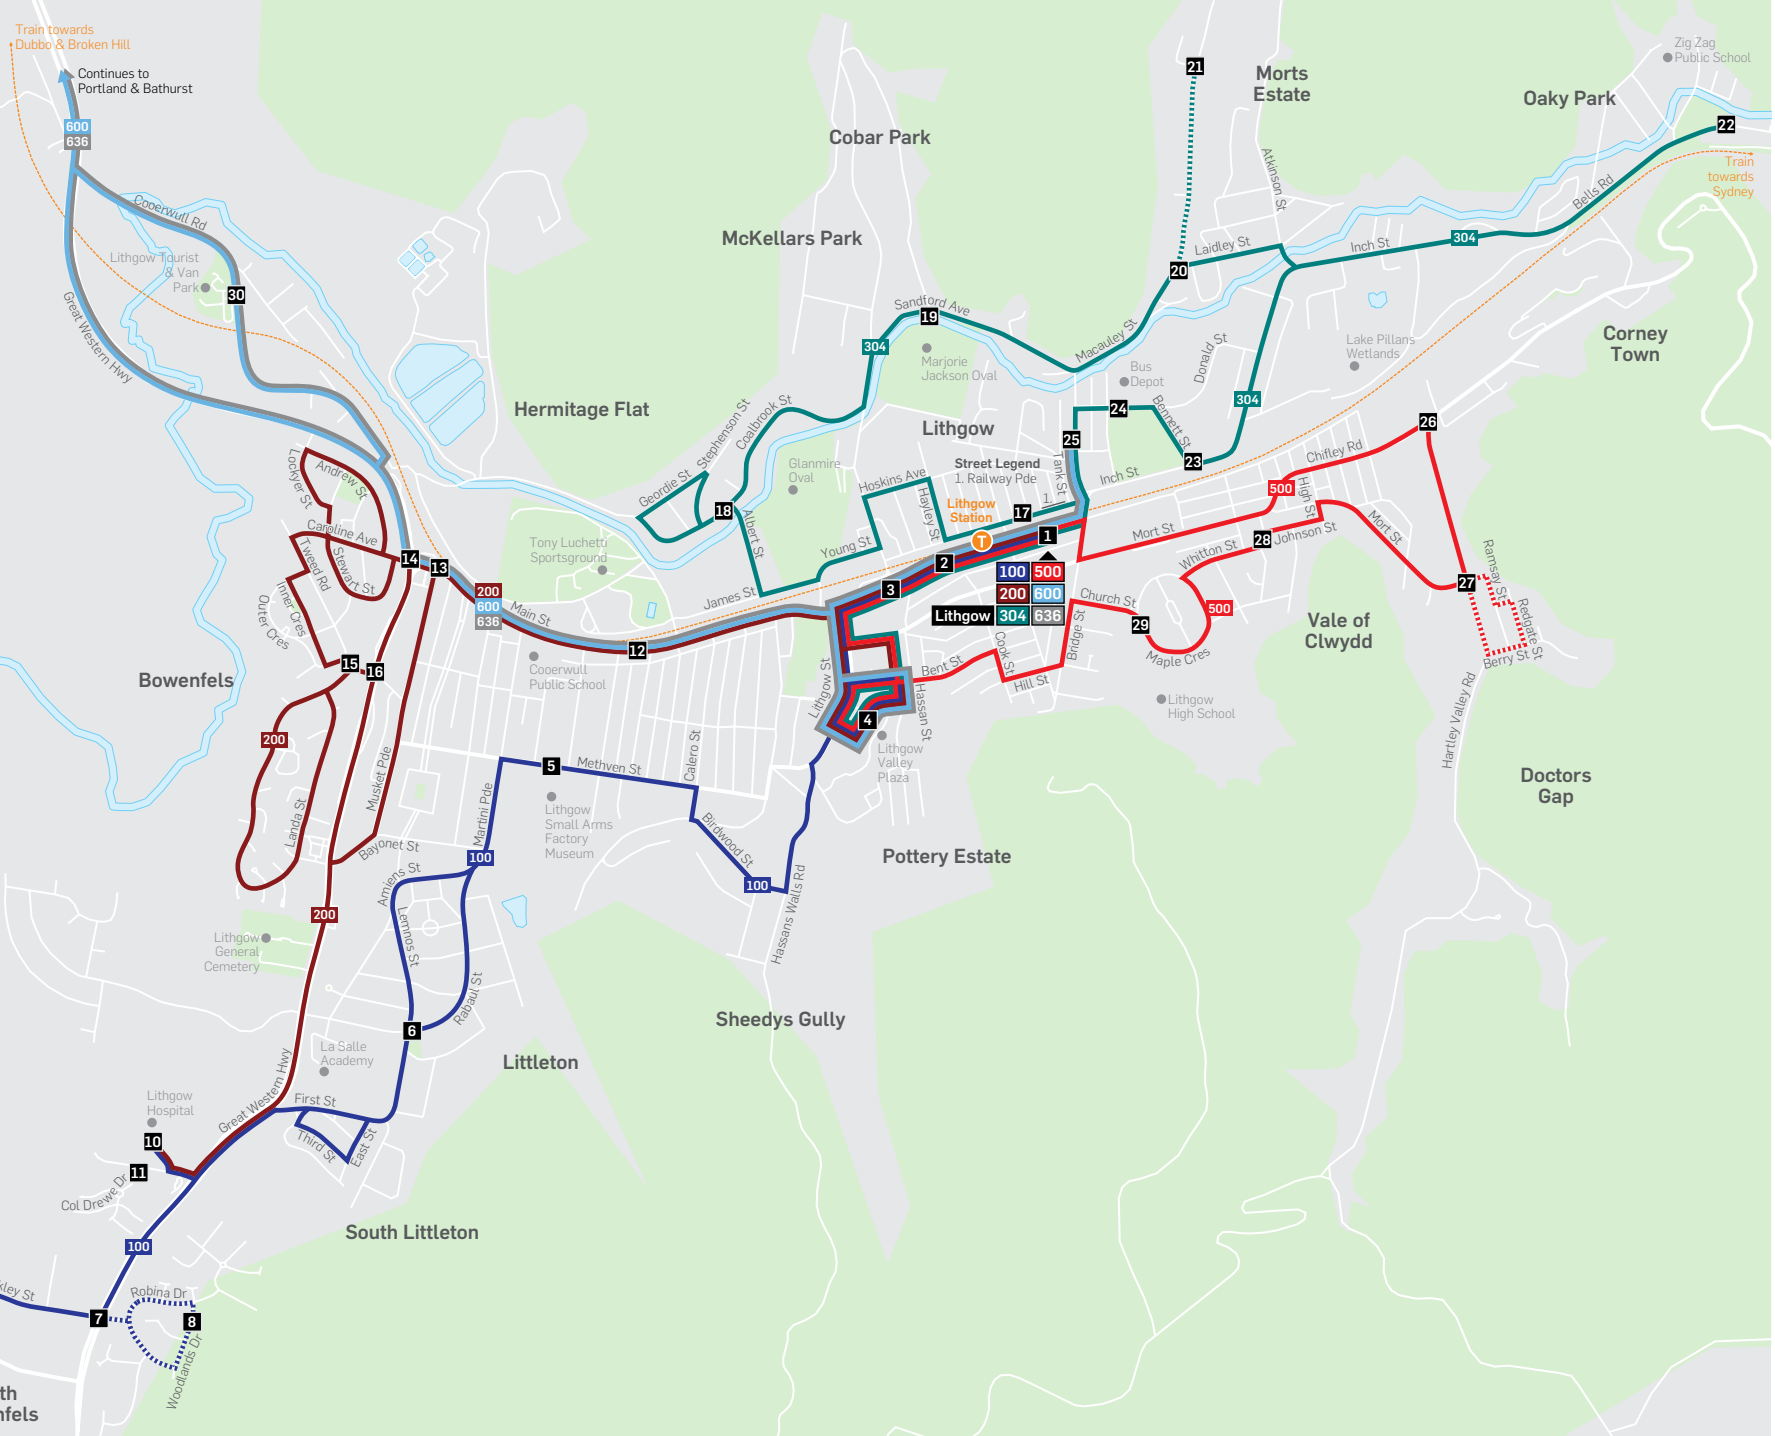 Train towards
Dubbo & Broken Hill
Continues to
Portland & Bathurst
600
636
Cooerwull Rd
Lithgow Tourist
& Van
Park
30
Great Western Hwy
Cobar Park
McKellars Park
Hermitage Flat
21
Morts
Estate
Oaky Park
Zig Zag
Public School
22
Train
towards
Sydney
Atkinson St
Bells Rd
Laidley St
Inch St
304
20
Sandford Ave
19
304
Marjorie
Jackson Oval
Macauley St
Bus
Depot
Donald St
Lake Pillans
Wetlands
Corney
Town
304
24
Bennett St
23
25
26
Lithgow
Street Legend
1. Railway Pde
Tank St
1.
Inch St
Stephenson St
Coalbrook St
Geordie St
Glanmire
Oval
Hoskins Ave
Hayley St
Lithgow
Station
T
17
18
Albert St
Young St
James St
Chifley Rd
500
High St
Mort St
Mort St
Whitton St
28
Johnson St
27
Ramsay St
Redgate St
Berry St
Lockyer St
Andrew St
Caroline Ave
Tweed Rd
Stewart St
Inner Cres
Outer Cres
14
13
200
600
636
Main St
Tony Luchetti
Sportsground
12
Cooerwull
Public School
1
2
3
100
500
200
600
Lithgow
304
636
Church St
29
500
Maple Cres
Bridge St
Cook St
Hill St
Bent St
Hassan St
Lithgow St
4
Lithgow
Valley
Plaza
Lithgow
High School
Vale of
Clwydd
Hartley Valley Rd
Doctors
Gap
Bowenfels
15
16
200
Landa St
Musket Pde
Bayonet St
200
Lithgow
General
Cemetery
5
Methven St
Calero St
Martini Pde
Lithgow
Small Arms
Factory
Museum
Birdwood St
100
100
Hassans Walls Rd
Pottery Estate
Amiens St
Lemnos St
Rabaul St
6
Sheedys Gully
Littleton
La Salle
Academy
Great Western Hwy
First St
Third St
East St
Lithgow
Hospital
10
11
Col Drewe Dr
South Littleton
100
kley St
7
Robina Dr
8
Woodlands Dr
th
nfels